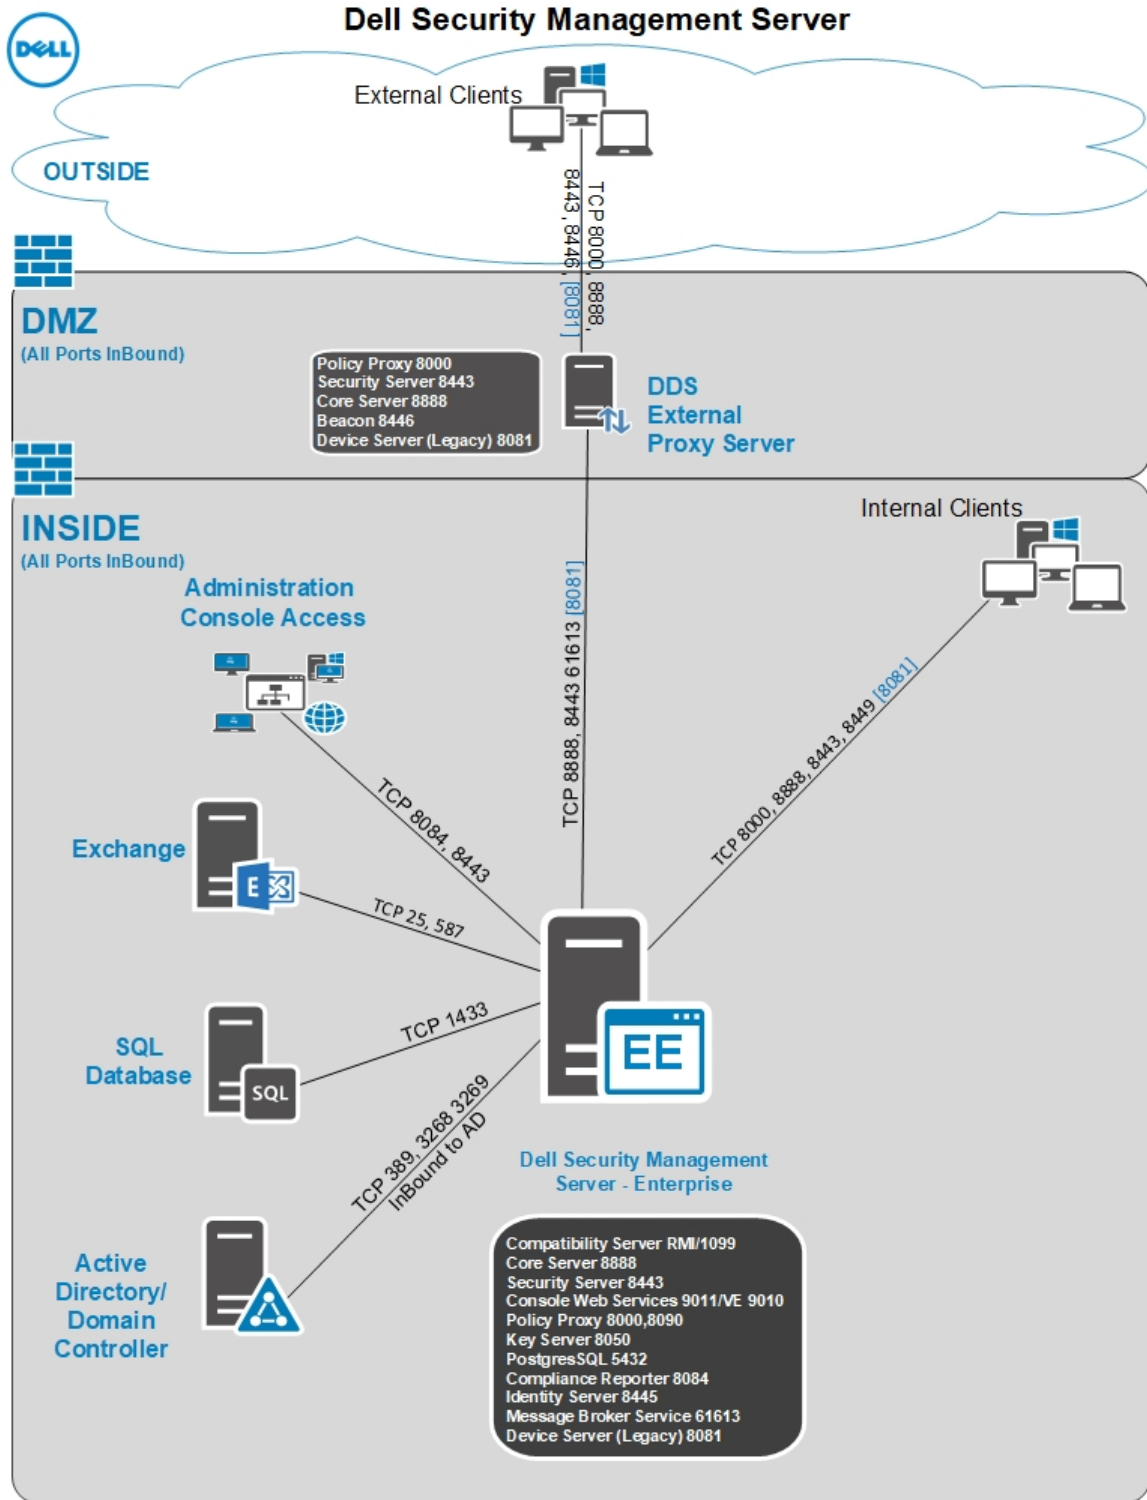 Dell Security Management Server
DELL
External Clients
OUTSIDE
TCP 8000, 8888,
8443, 8446, [8081]
DMZ
(All Ports InBound)
Policy Proxy 8000
Security Server 8443
Core Server 8888
Beacon 8446
Device Server (Legacy) 8081
DDS
External
Proxy Server
INSIDE
(All Ports InBound)
Internal Clients
Administration
Console Access
TCP 8888, 8443 61613 [8081]
TCP 8000, 8888, 8443, 8449 [8081]
TCP 8084, 8443
Exchange
E
TCP 25, 587
SQL
Database
SQL
TCP 1433
EE
TCP 389, 3268 3269
InBound to AD
Dell Security Management
Server - Enterprise
Active
Directory/
Domain
Controller
Compatibility Server RMI/1099
Core Server 8888
Security Server 8443
Console Web Services 9011/VE 9010
Policy Proxy 8000,8090
Key Server 8050
PostgresSQL 5432
Compliance Reporter 8084
Identity Server 8445
Message Broker Service 61613
Device Server (Legacy) 8081